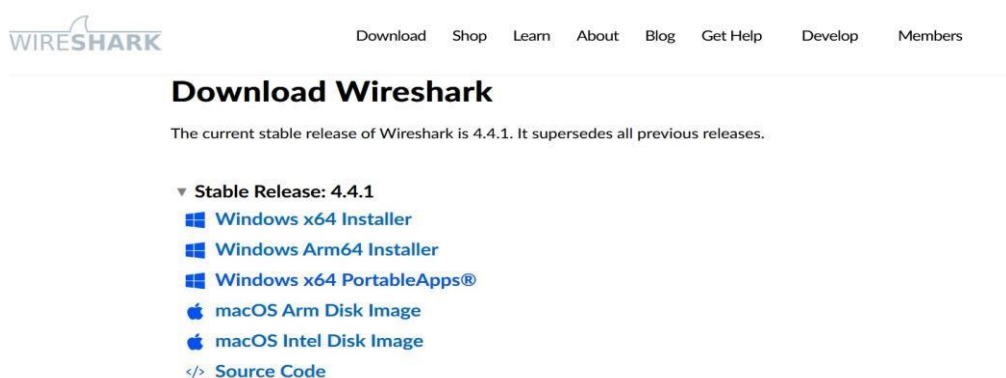 WIRESHARK
Download Shop Learn About Blog Get Help Develop Members
Download Wireshark
The current stable release of Wireshark is 4.4.1. It supersedes all previous releases.
▼ Stable Release: 4.4.1
Windows x64 Installer
Windows Arm64 Installer
Windows x64 PortableApps®
macOS Arm Disk Image
macOS Intel Disk Image
</> Source Code